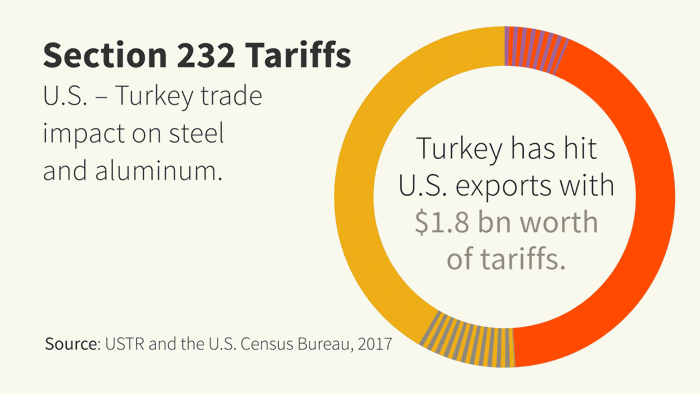 Section 232 Tariffs
U.S. – Turkey trade
impact on steel
and aluminum.
Turkey has hit
U.S. exports with
$1.8 bn worth
of tariffs.
Source: USTR and the U.S. Census Bureau, 2017